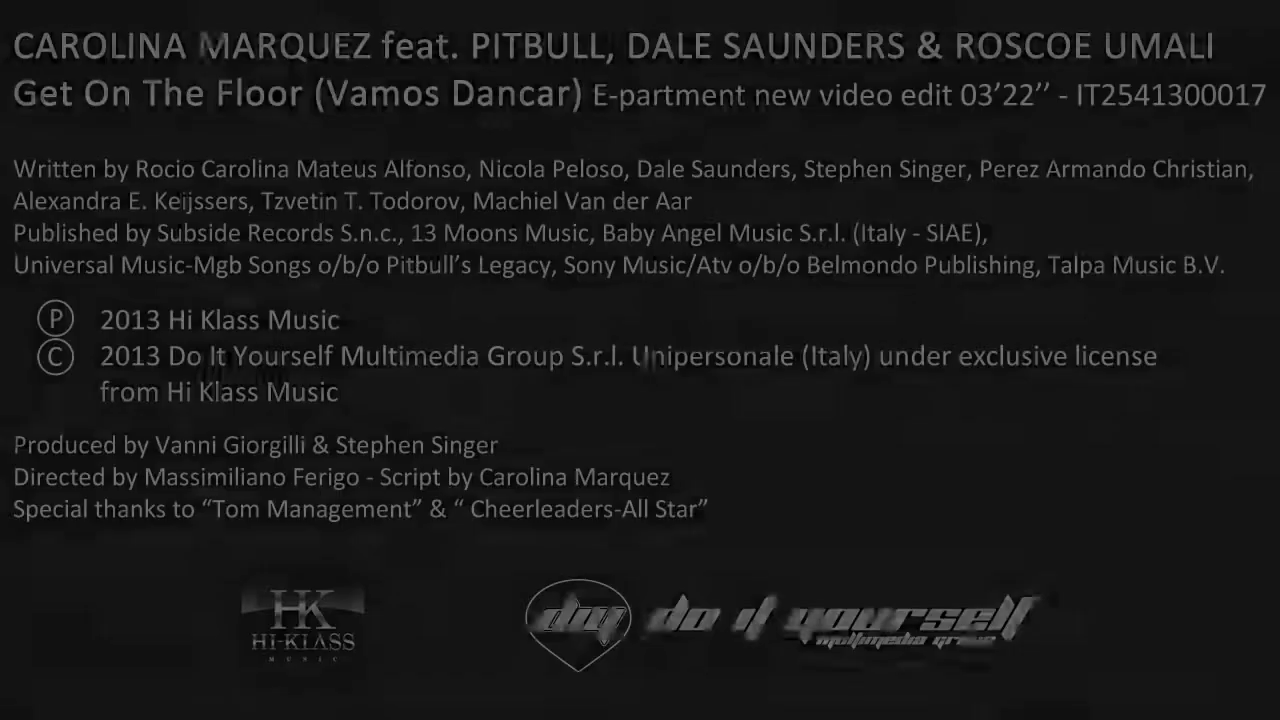 CAROLINA MARQUEZ feat. PITBULL, DALE SAUNDERS & ROSCOE UMALI
Get On The Floor (Vamos Dancar) E-partment new video edit 03’22’’ - IT2541300017
Written by Rocio Carolina Mateus Alfonso, Nicola Peloso, Dale Saunders, Stephen Singer, Perez Armando Christian,
Alexandra E. Keijssers, Tzvetin T. Todorov, Machiel Van der Aar
Published by Subside Records S.n.c., 13 Moons Music, Baby Angel Music S.r.l. (Italy - SIAE),
Universal Music-Mgb Songs o/b/o Pitbull’s Legacy, Sony Music/Atv o/b/o Belmondo Publishing, Talpa Music B.V.
Ⓟ 2013 Hi Klass Music
Ⓒ 2013 Do It Yourself Multimedia Group S.r.l. Unipersonale (Italy) under exclusive license
from Hi Klass Music
Produced by Vanni Giorgilli & Stephen Singer
Directed by Massimiliano Ferigo - Script by Carolina Marquez
Special thanks to “Tom Management” & “ Cheerleaders-All Star”
HK
HI-KLASS
MUSIC
diy do it yourself
multimedia group